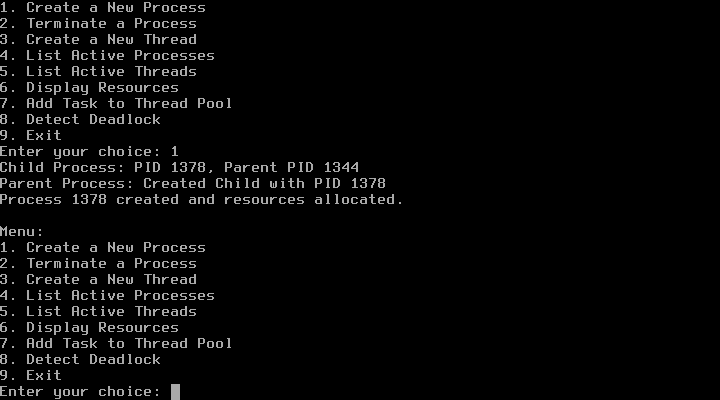 1. Create a New Process
2. Terminate a Process
3. Create a New Thread
4. List Active Processes
5. List Active Threads
6. Display Resources
7. Add Task to Thread Pool
8. Detect Deadlock
9. Exit
Enter your choice: 1
Child Process: PID 1378, Parent PID 1344
Parent Process: Created Child with PID 1378
Process 1378 created and resources allocated.

Menu:
1. Create a New Process
2. Terminate a Process
3. Create a New Thread
4. List Active Processes
5. List Active Threads
6. Display Resources
7. Add Task to Thread Pool
8. Detect Deadlock
9. Exit
Enter your choice: